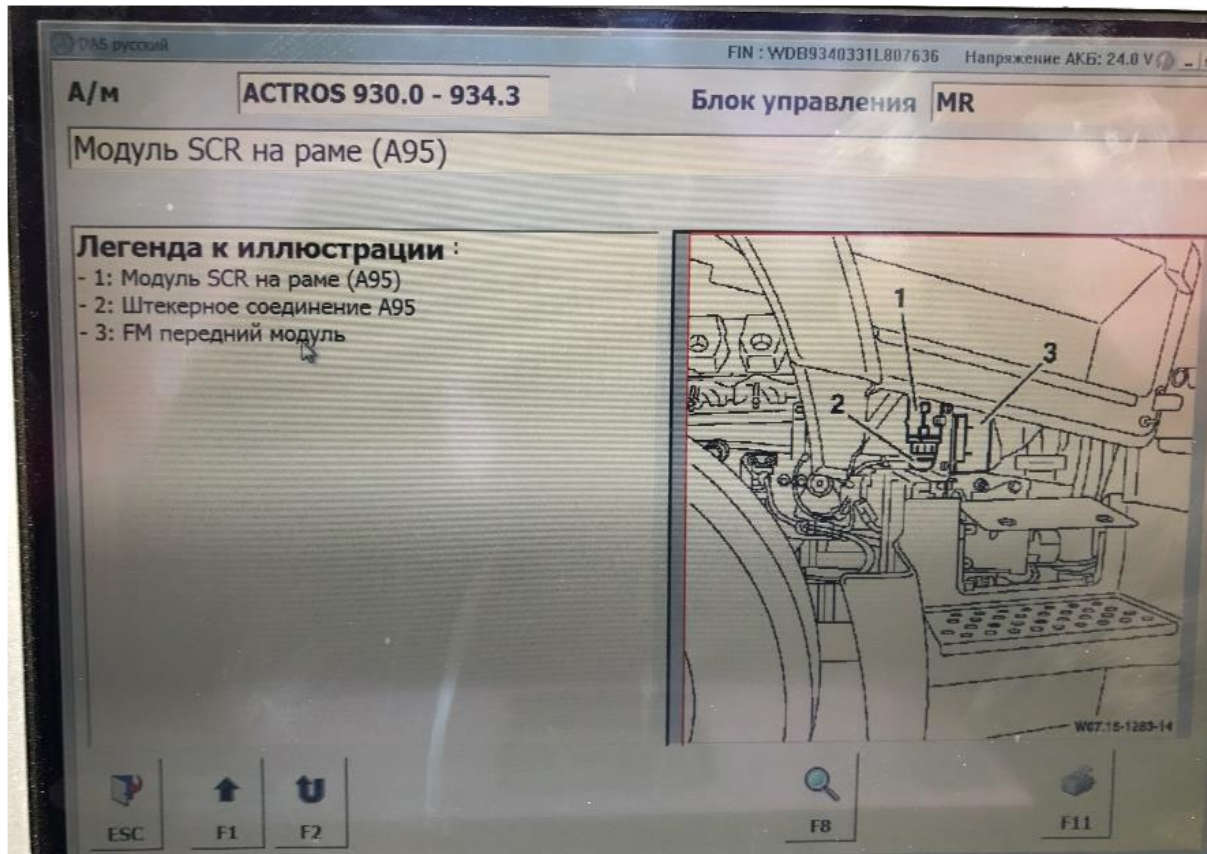 DAS русский
FIN : WDB9340331L807636 Напряжение АКБ: 24.0 V
А/м ACTROS 930.0 - 934.3 Блок управления MR
Модуль SCR на раме (A95)
Легенда к иллюстрации :
- 1: Модуль SCR на раме (A95)
- 2: Штекерное соединение A95
- 3: FM передний модуль
1
3
2
W07.15-1283-14
ESC F1 F2 F8 F11